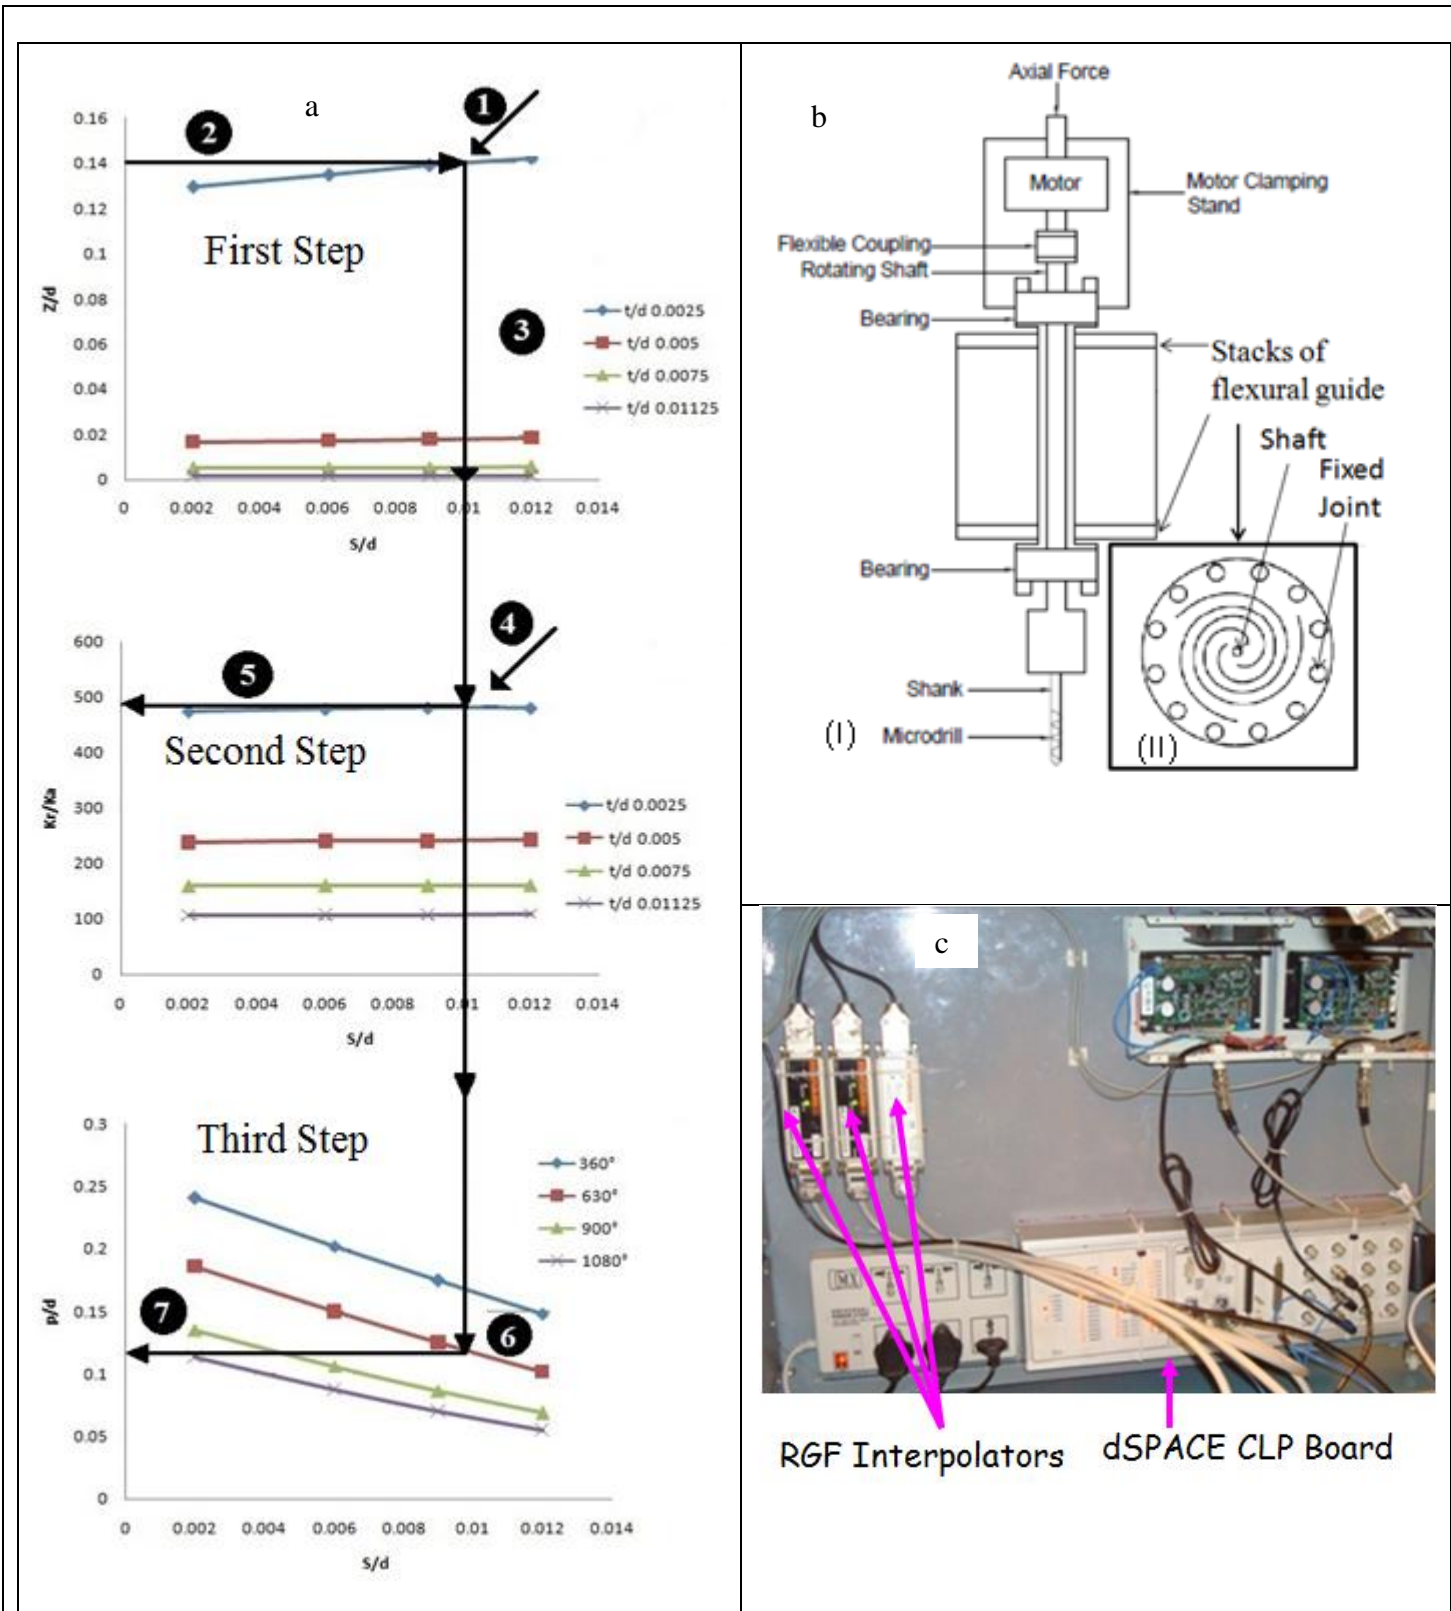 a
1
2
0.16
0.14
0.12
0.1
0.08
0.06
0.04
0.02
0
Z/d
First Step
3
t/d 0.0025
t/d 0.005
t/d 0.0075
t/d 0.01125
0 0.002 0.004 0.006 0.008 0.01 0.012 0.014
S/d
4
5
600
500
400
300
200
100
0
Kr/Ka
Second Step
t/d 0.0025
t/d 0.005
t/d 0.0075
t/d 0.01125
0 0.002 0.004 0.006 0.008 0.01 0.012 0.014
S/d
0.3
0.25
0.2
0.15
0.1
0.05
0
p/d
Third Step
360°
630°
900°
1080°
6
7
0 0.002 0.004 0.006 0.008 0.01 0.012 0.014
S/d
b
Axial Force
Motor
Motor Clamping
Stand
Flexible Coupling
Rotating Shaft
Bearing
Stacks of
flexural guide
Shaft
Fixed
Joint
Bearing
Shank
Microdrill
(I)
(II)
c
MX
RGF Interpolators
dSPACE CLP Board